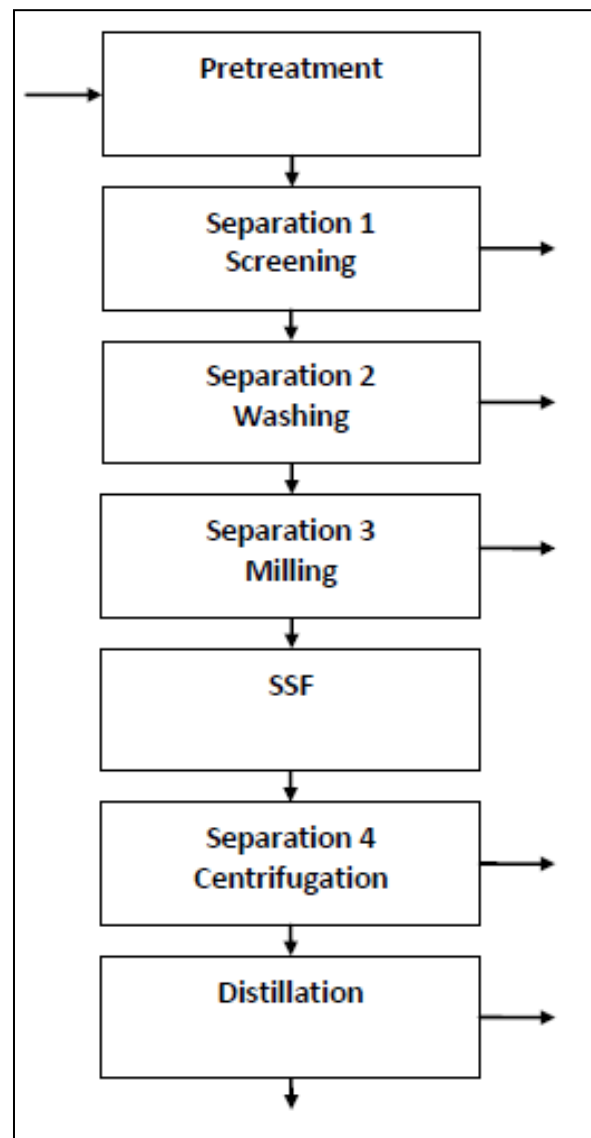 Pretreatment
Separation 1
Screening
Separation 2
Washing
Separation 3
Milling
SSF
Separation 4
Centrifugation
Distillation